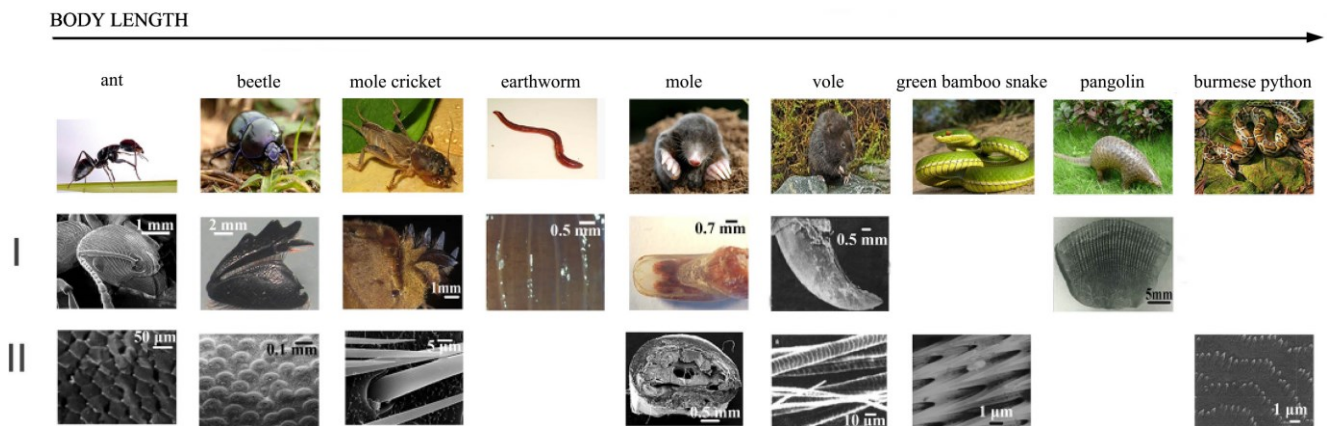 BODY LENGTH
ant beetle mole cricket earthworm mole vole green bamboo snake pangolin burmese python
I
1 mm 2 mm 1mm 0.5 mm 0.7 mm 0.5 mm 5mm
II
50 µm 0,1 mm 5 µm 0.5 mm 10 µm 1 µm 1 µm